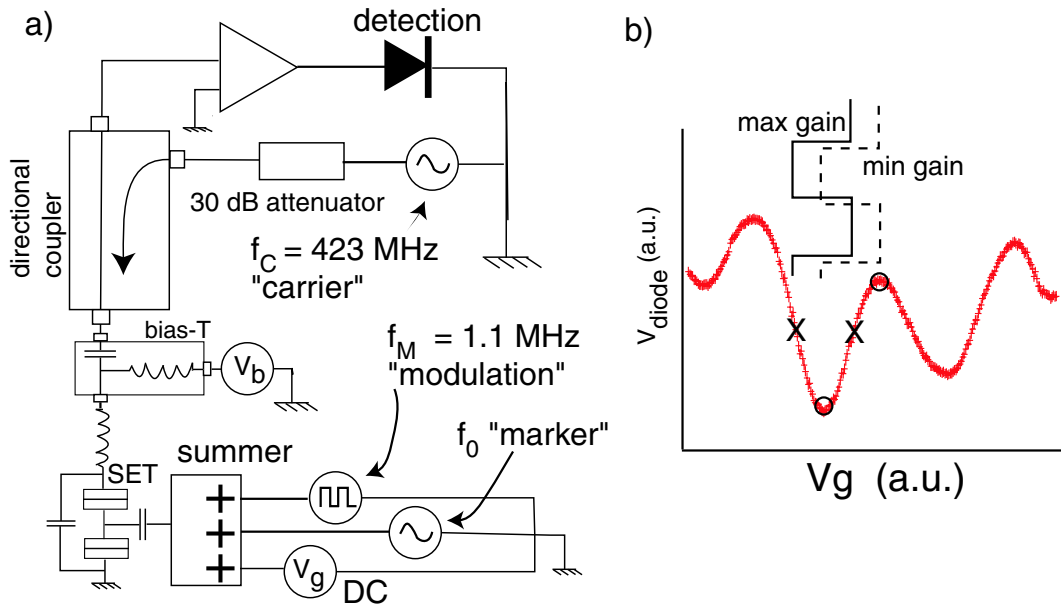 a)
detection
directional
coupler
30 dB attenuator
f_C = 423 MHz
"carrier"
bias-T
V_b
f_M = 1.1 MHz
"modulation"
f_0 "marker"
SET
summer
+
+
+
V_g
DC
b)
max gain
min gain
V_diode (a.u.)
X
X
Vg (a.u.)